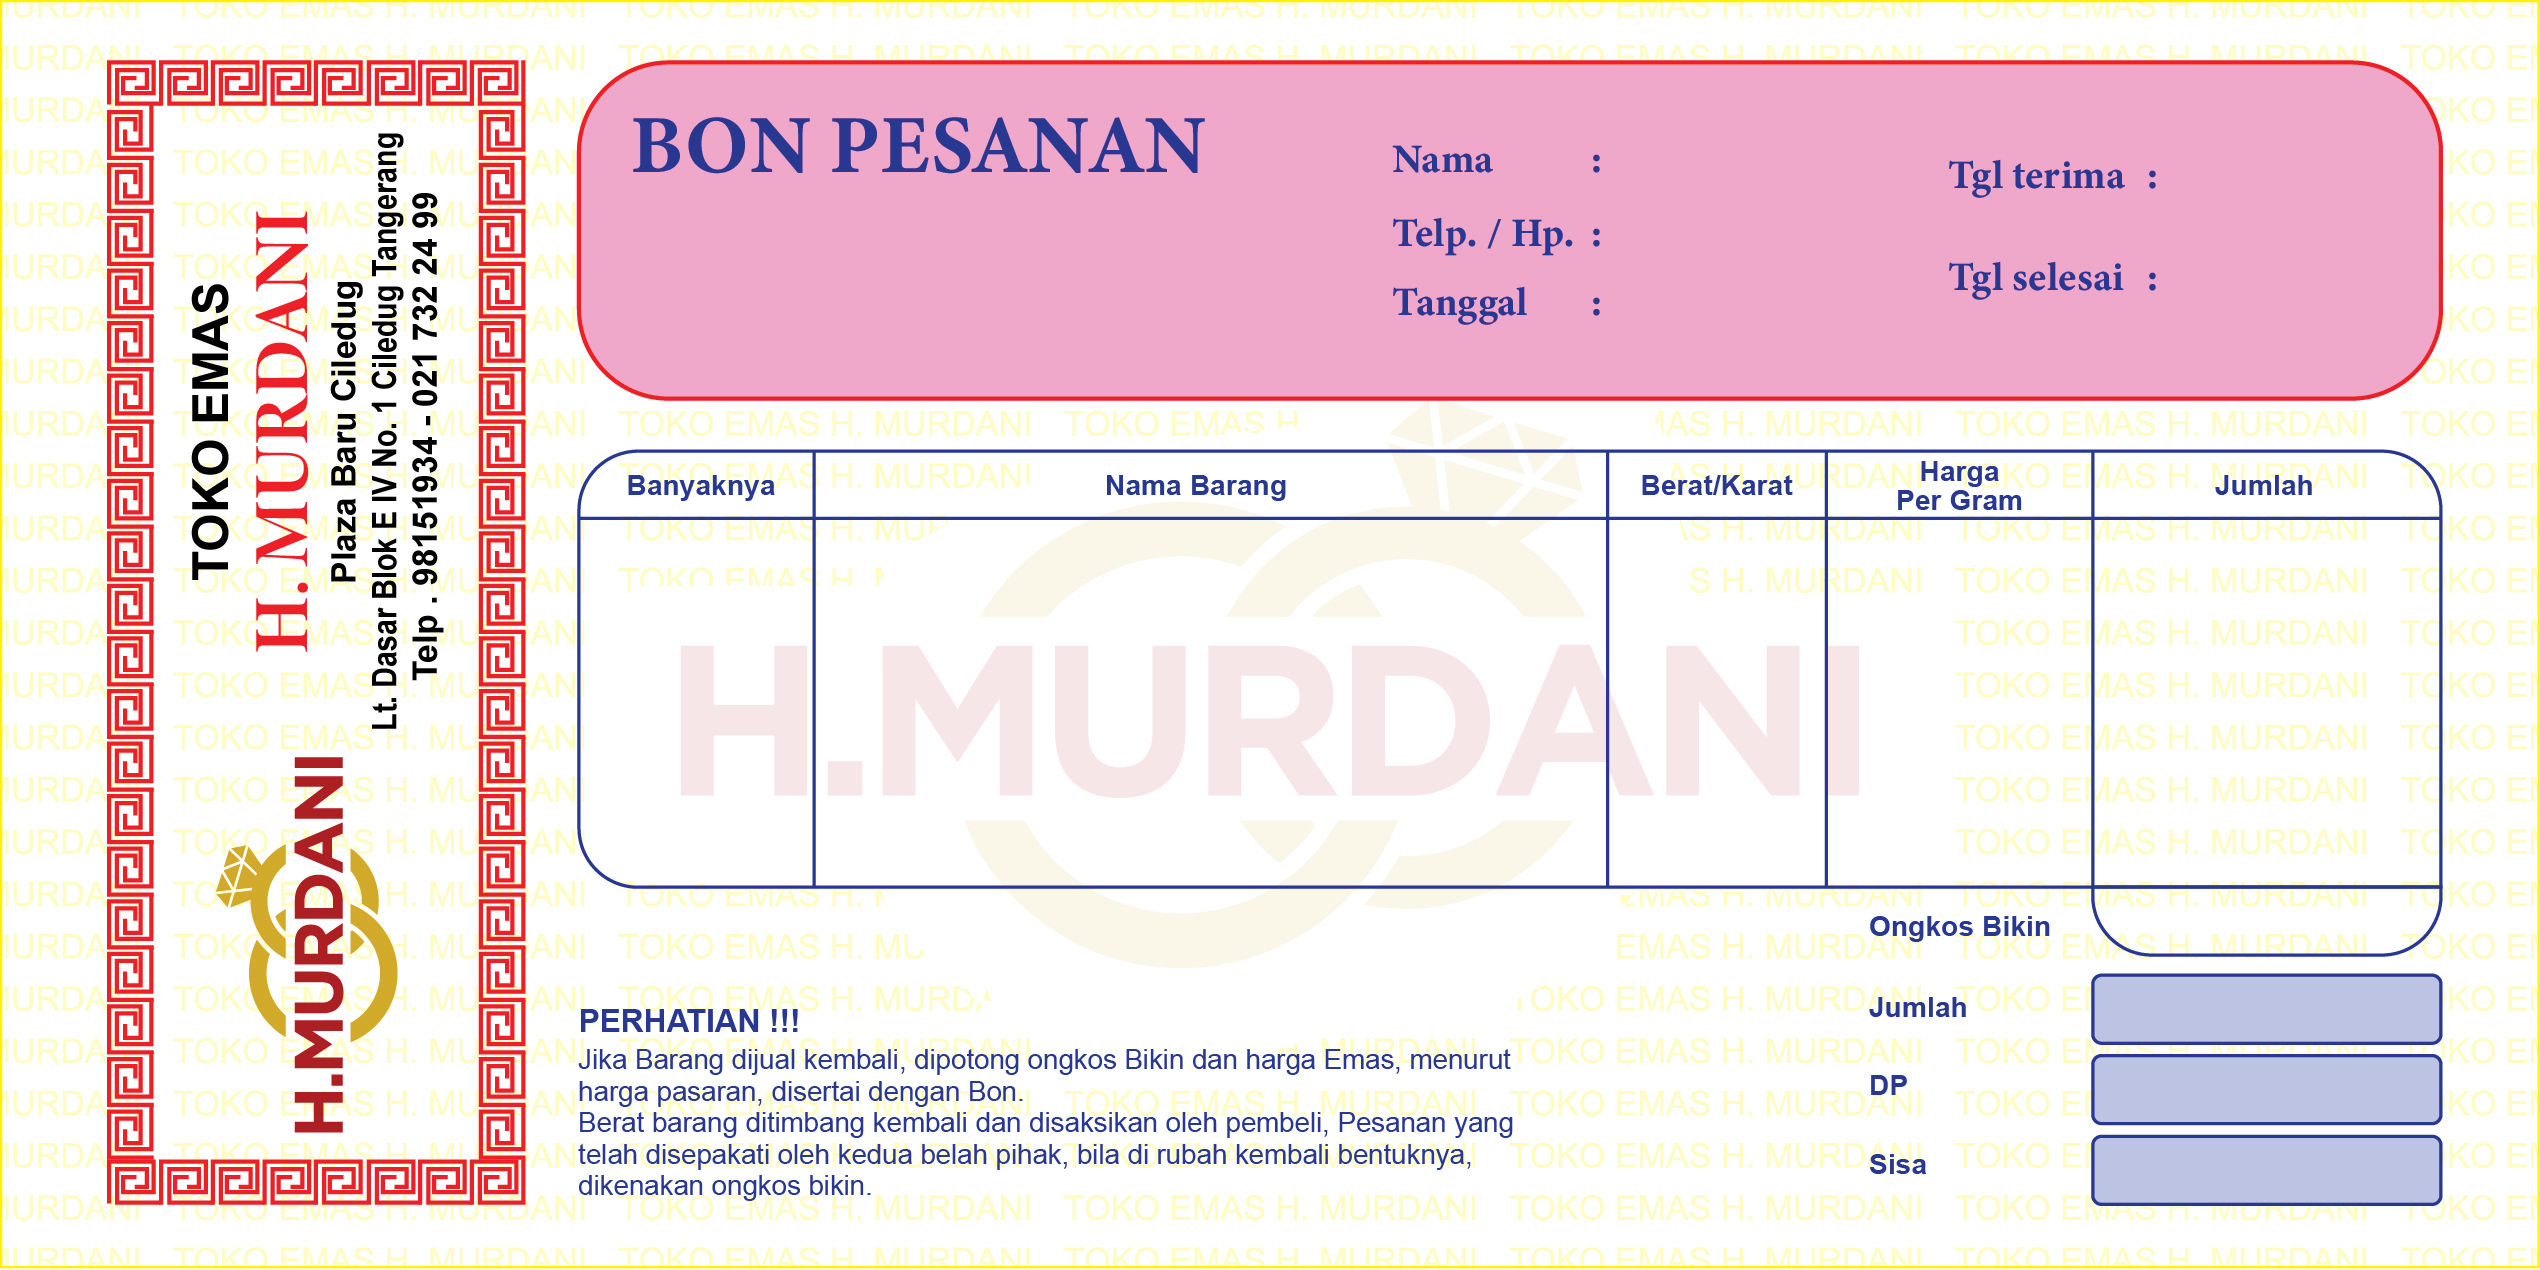 TOKO EMAS
H. MURDANI
Plaza Baru Ciledug
Lt. Dasar Blok E IV No. 1 Ciledug Tangerang
Telp . 98151934 - 021 732 24 99
H.MURDANI
BON PESANAN
Nama :
Telp. / Hp. :
Tanggal :
Tgl terima :
Tgl selesai :
Banyaknya Nama Barang Berat/Karat Harga Per Gram Jumlah
H.MURDANI
Ongkos Bikin
Jumlah
DP
Sisa
PERHATIAN !!!
Jika Barang dijual kembali, dipotong ongkos Bikin dan harga Emas, menurut
harga pasaran, disertai dengan Bon.
Berat barang ditimbang kembali dan disaksikan oleh pembeli, Pesanan yang
telah disepakati oleh kedua belah pihak, bila di rubah kembali bentuknya,
dikenakan ongkos bikin.
TOKO EMAS H. MURDANI